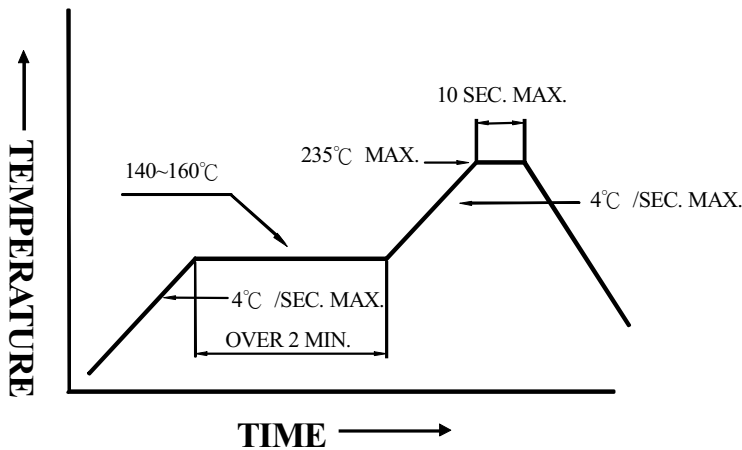 10 SEC. MAX.
235℃ MAX.
140~160℃
4℃ /SEC. MAX.
4℃ /SEC. MAX.
OVER 2 MIN.
TEMPERATURE
TIME